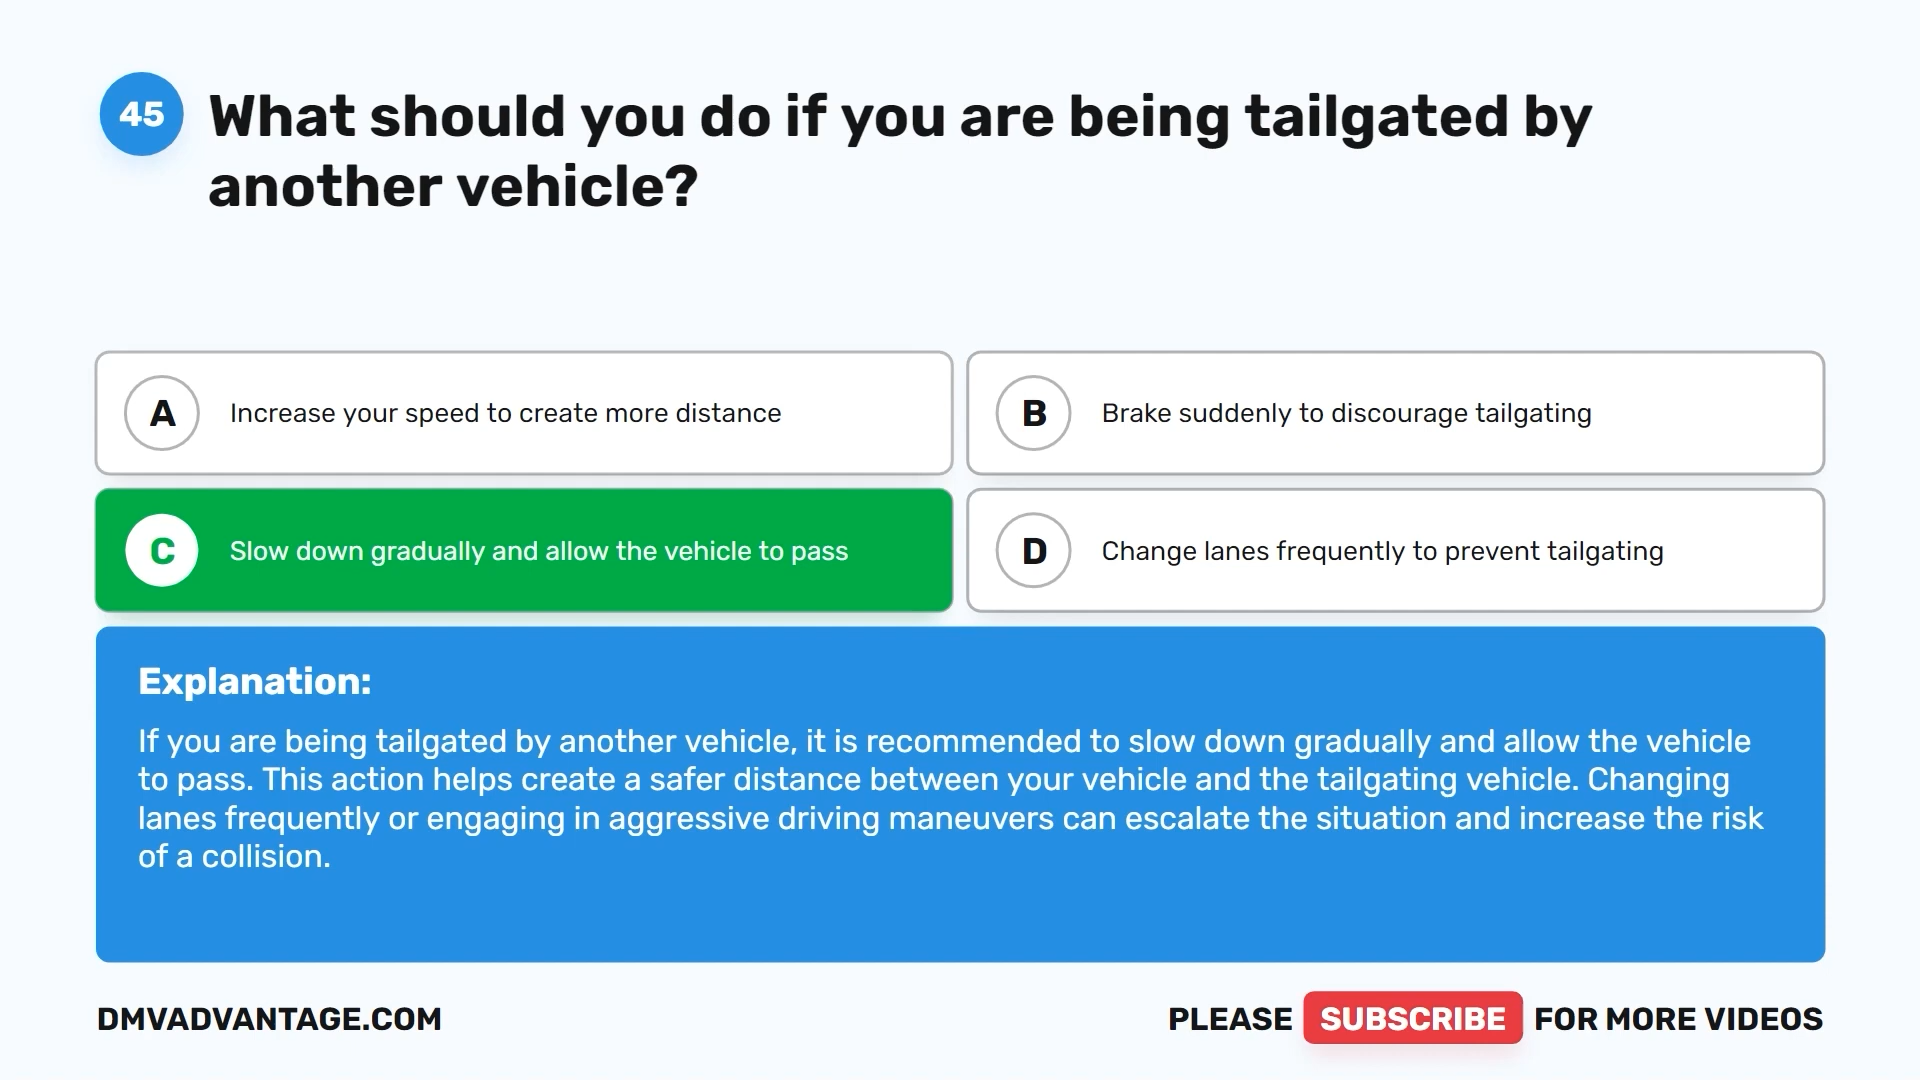 45
What should you do if you are being tailgated by
another vehicle?
A
Increase your speed to create more distance
B
Brake suddenly to discourage tailgating
C
Slow down gradually and allow the vehicle to pass
D
Change lanes frequently to prevent tailgating
Explanation:
If you are being tailgated by another vehicle, it is recommended to slow down gradually and allow the vehicle
to pass. This action helps create a safer distance between your vehicle and the tailgating vehicle. Changing
lanes frequently or engaging in aggressive driving maneuvers can escalate the situation and increase the risk
of a collision.
DMVADVANTAGE.COM
PLEASE SUBSCRIBE FOR MORE VIDEOS